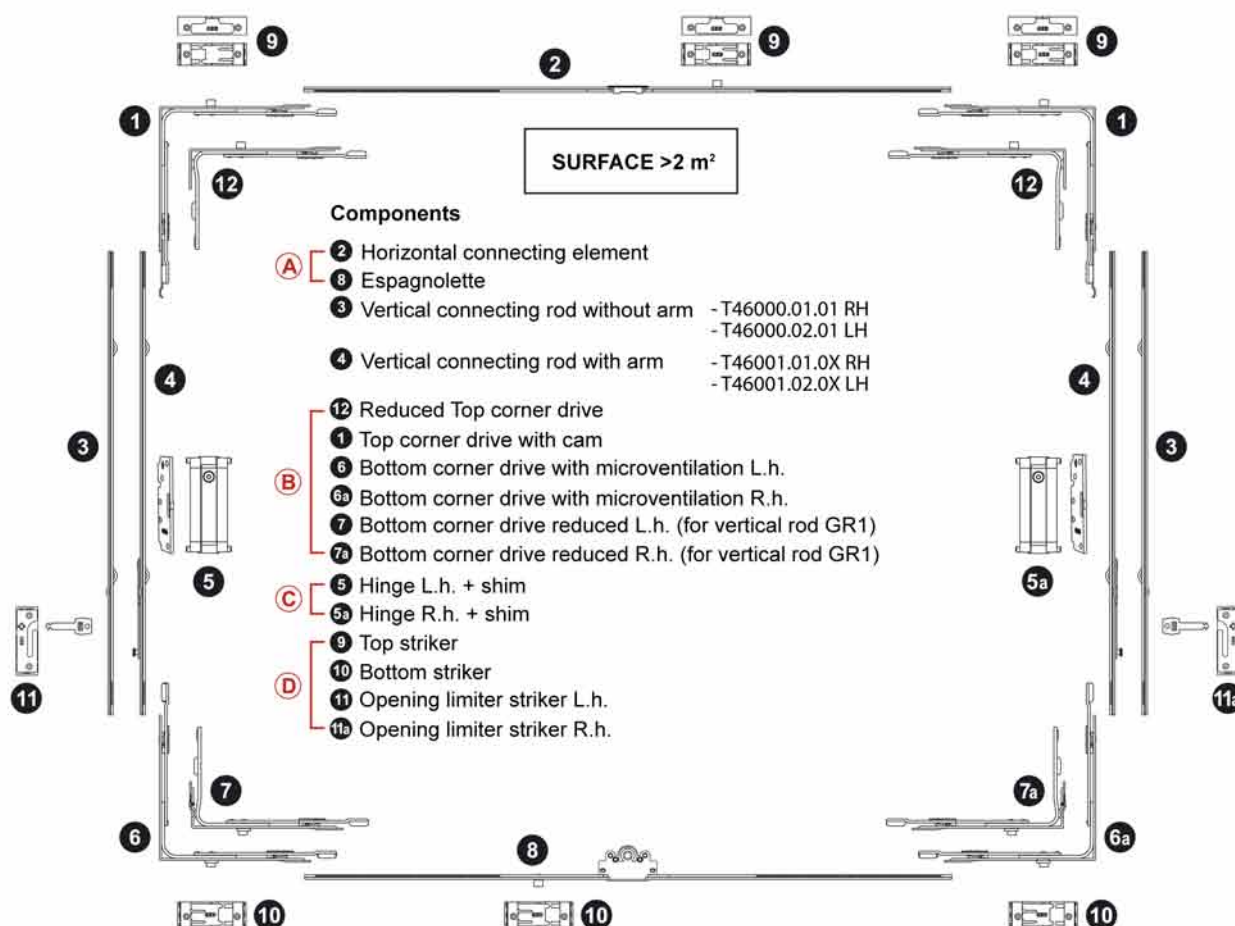 9 9 9
2
1 1
12 SURFACE >2 m² 12
Components
A
2 Horizontal connecting element
8 Espagnolette
3 Vertical connecting rod without arm - T46000.01.01 RH
- T46000.02.01 LH
4 Vertical connecting rod with arm - T46001.01.0X RH
- T46001.02.0X LH
4 4
3 3
B
12 Reduced Top corner drive
1 Top corner drive with cam
6 Bottom corner drive with microventilation L.h.
6a Bottom corner drive with microventilation R.h.
7 Bottom corner drive reduced L.h. (for vertical rod GR1)
7a Bottom corner drive reduced R.h. (for vertical rod GR1)
5 5a
C
5 Hinge L.h. + shim
5a Hinge R.h. + shim
D
9 Top striker
10 Bottom striker
11 Opening limiter striker L.h.
11a Opening limiter striker R.h.
11 11a
7 7a
6 6a
8
10 10 10